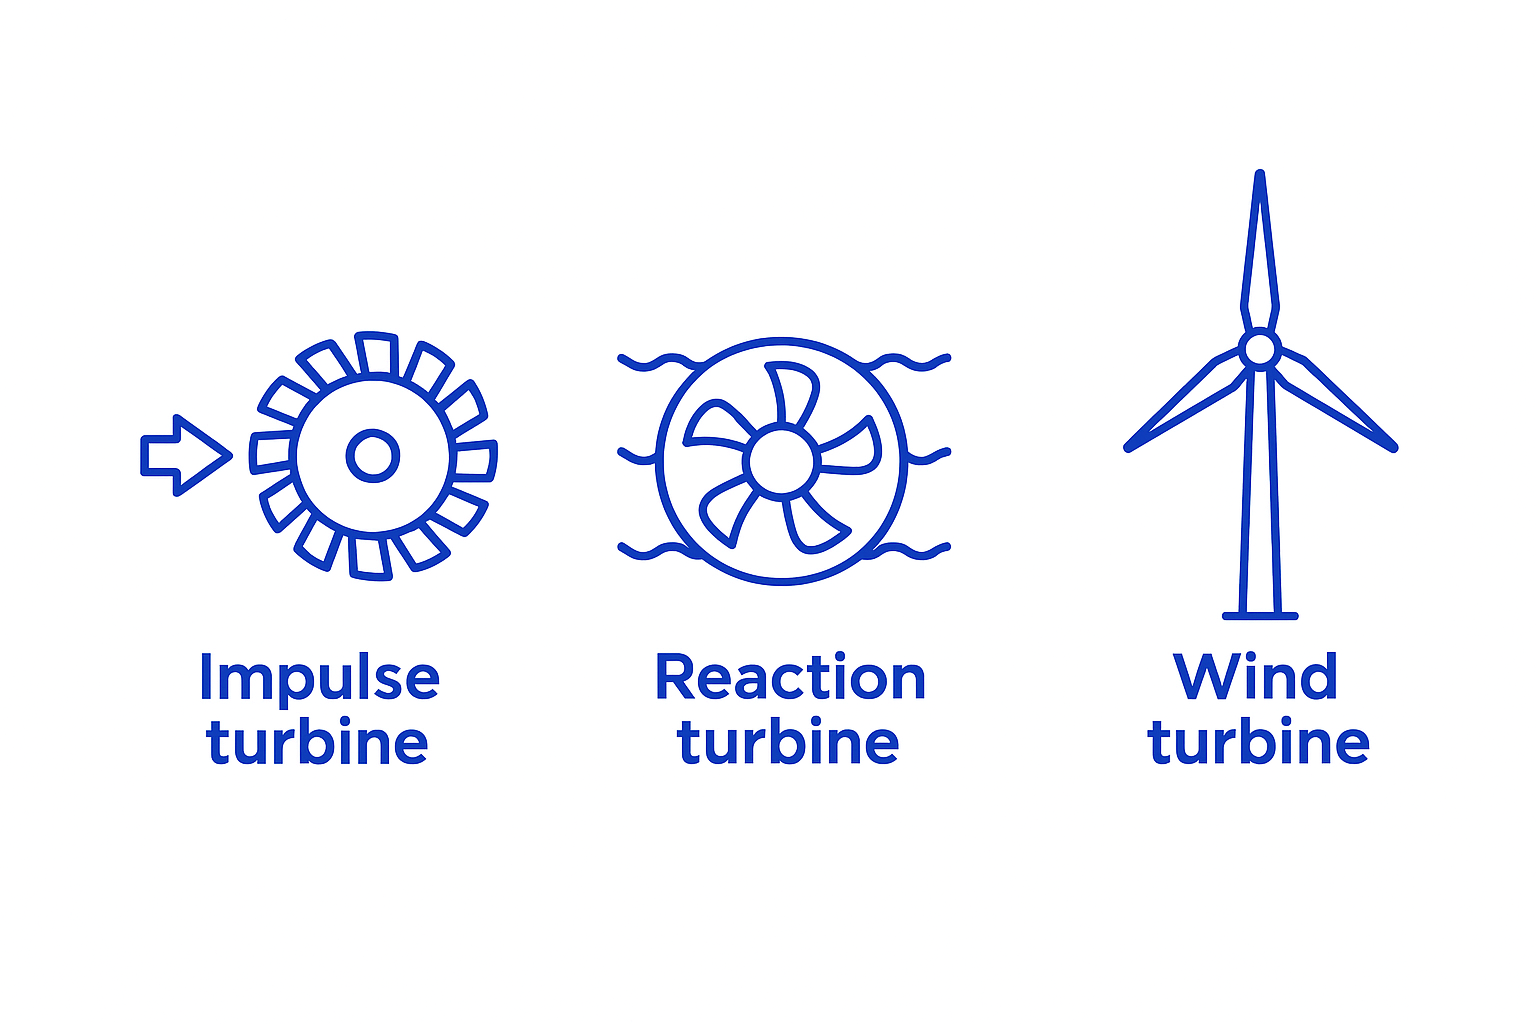 Impulse
turbine
Reaction
turbine
Wind
turbine